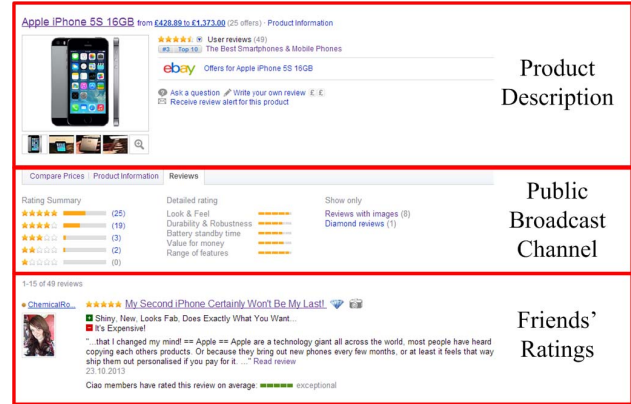 Apple iPhone 5S 16GB from £428.89 to £1,373.00 (25 offers) · Product Information
User reviews (49)
#3 Top 10 The Best Smartphones & Mobile Phones
ebay Offers for Apple iPhone 5S 16GB
Ask a question Write your own review £ £
Receive review alert for this product
Product
Description
Compare Prices Product Information Reviews
Rating Summary
(25)
(19)
(3)
(2)
(0)
Detailed rating
Look & Feel
Durability & Robustness
Battery standby time
Value for money
Range of features
Show only
Reviews with images (8)
Diamond reviews (1)
Public
Broadcast
Channel
1-15 of 49 reviews
ChemicalRo... My Second iPhone Certainly Won't Be My Last!
Shiny, New, Looks Fab, Does Exactly What You Want...
It's Expensive!
"...that I changed my mind! == Apple == Apple are a technology giant all across the world, most people have heard
copying each others products. Or because they bring out new phones every few months, or at least it feels that way
ship them out personalised if you pay for it. ..." Read review
23.10.2013
Ciao members have rated this review on average: exceptional
Friends'
Ratings